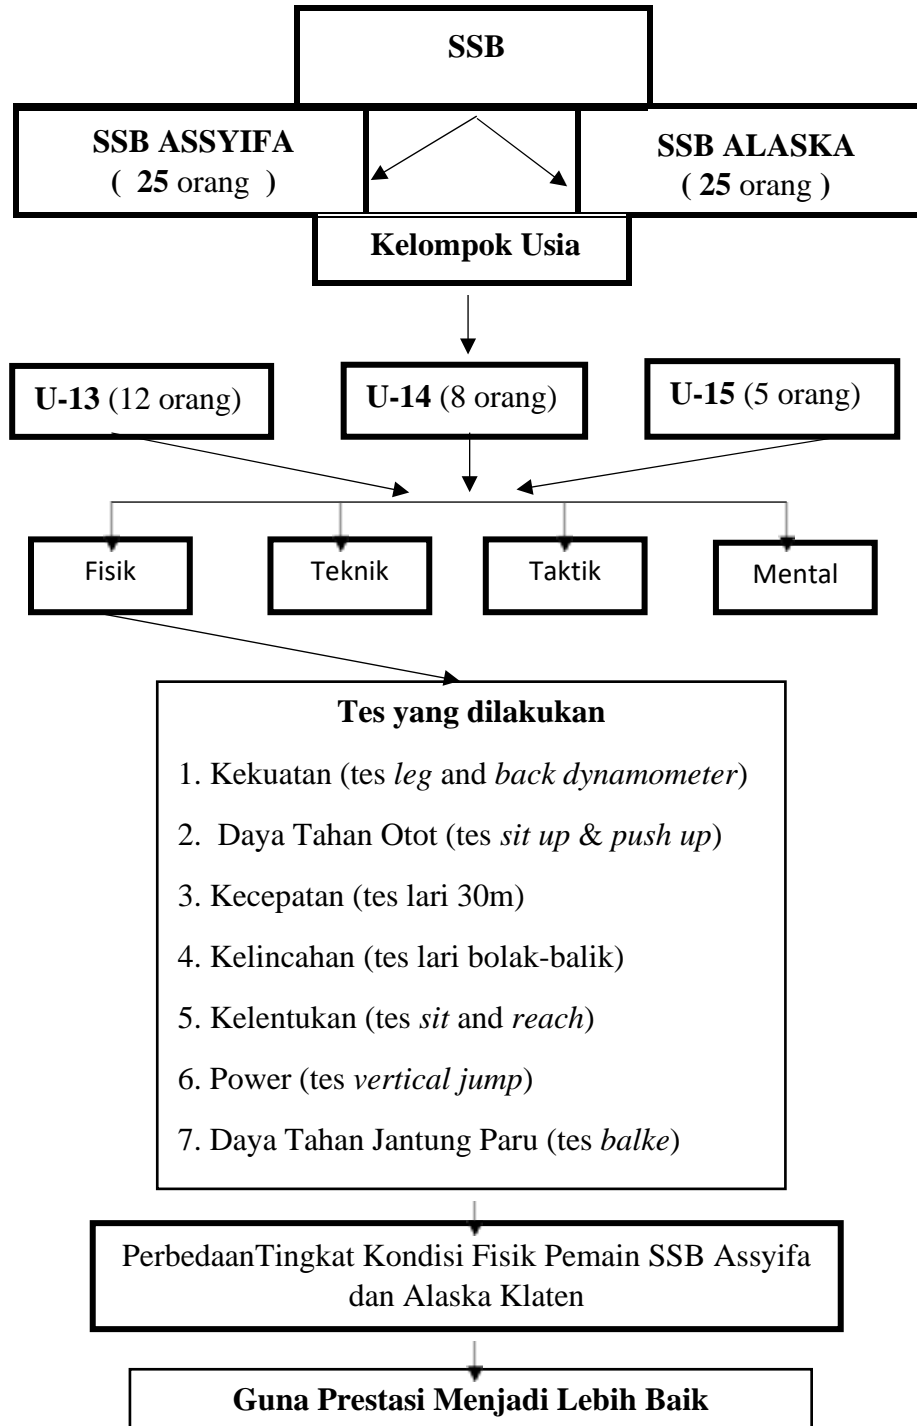 SSB
SSB ASSYIFA
( 25 orang )
SSB ALASKA
( 25 orang )
Kelompok Usia
U-13 (12 orang)
U-14 (8 orang)
U-15 (5 orang)
Fisik
Teknik
Taktik
Mental
Tes yang dilakukan
1. Kekuatan (tes leg and back dynamometer)
2. Daya Tahan Otot (tes sit up & push up)
3. Kecepatan (tes lari 30m)
4. Kelincahan (tes lari bolak-balik)
5. Kelentukan (tes sit and reach)
6. Power (tes vertical jump)
7. Daya Tahan Jantung Paru (tes balke)
PerbedaanTingkat Kondisi Fisik Pemain SSB Assyifa
dan Alaska Klaten
Guna Prestasi Menjadi Lebih Baik